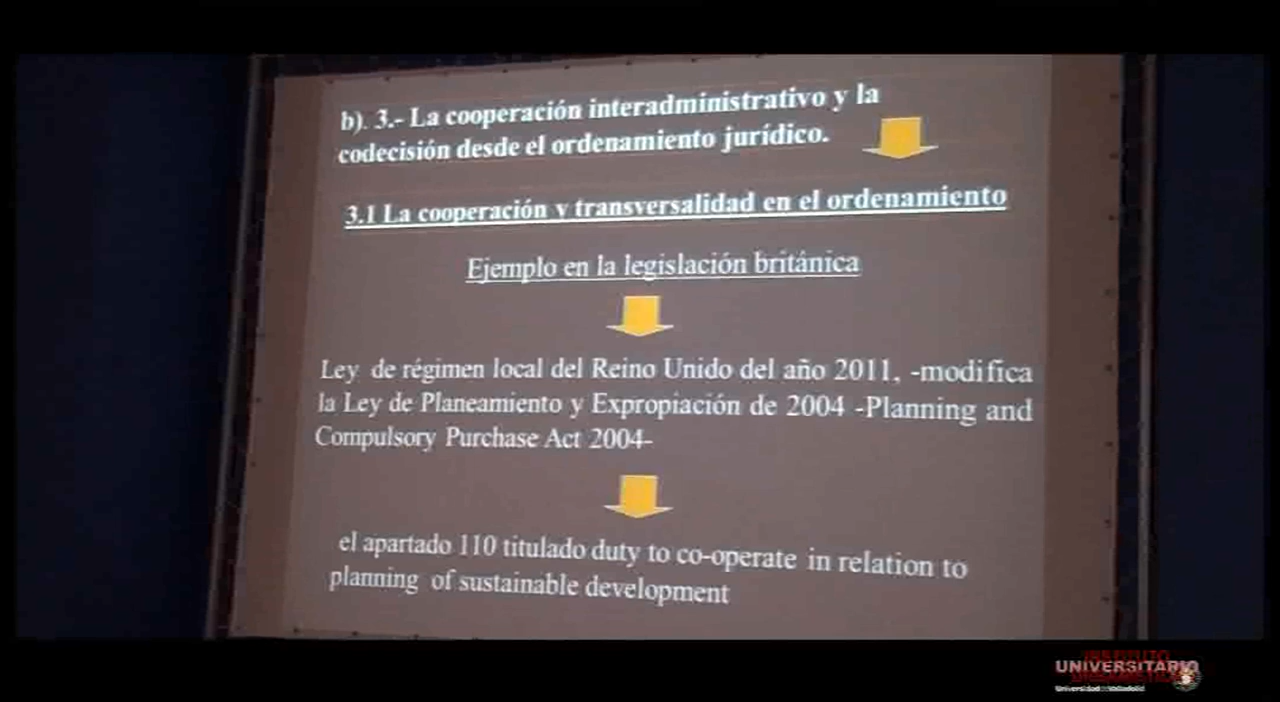 b). 3.- La cooperación interadministrativo y la
codecisión desde el ordenamiento jurídico.
3.1 La cooperación y transversalidad en el ordenamiento
Ejemplo en la legislación británica
Ley de régimen local del Reino Unido del año 2011, -modifica
la Ley de Planeamiento y Expropiación de 2004 -Planning and
Compulsory Purchase Act 2004-
el apartado 110 titulado duty to co-operate in relation to
planning of sustainable development
INSTITUTO
UNIVERSITARIO
Valladolid